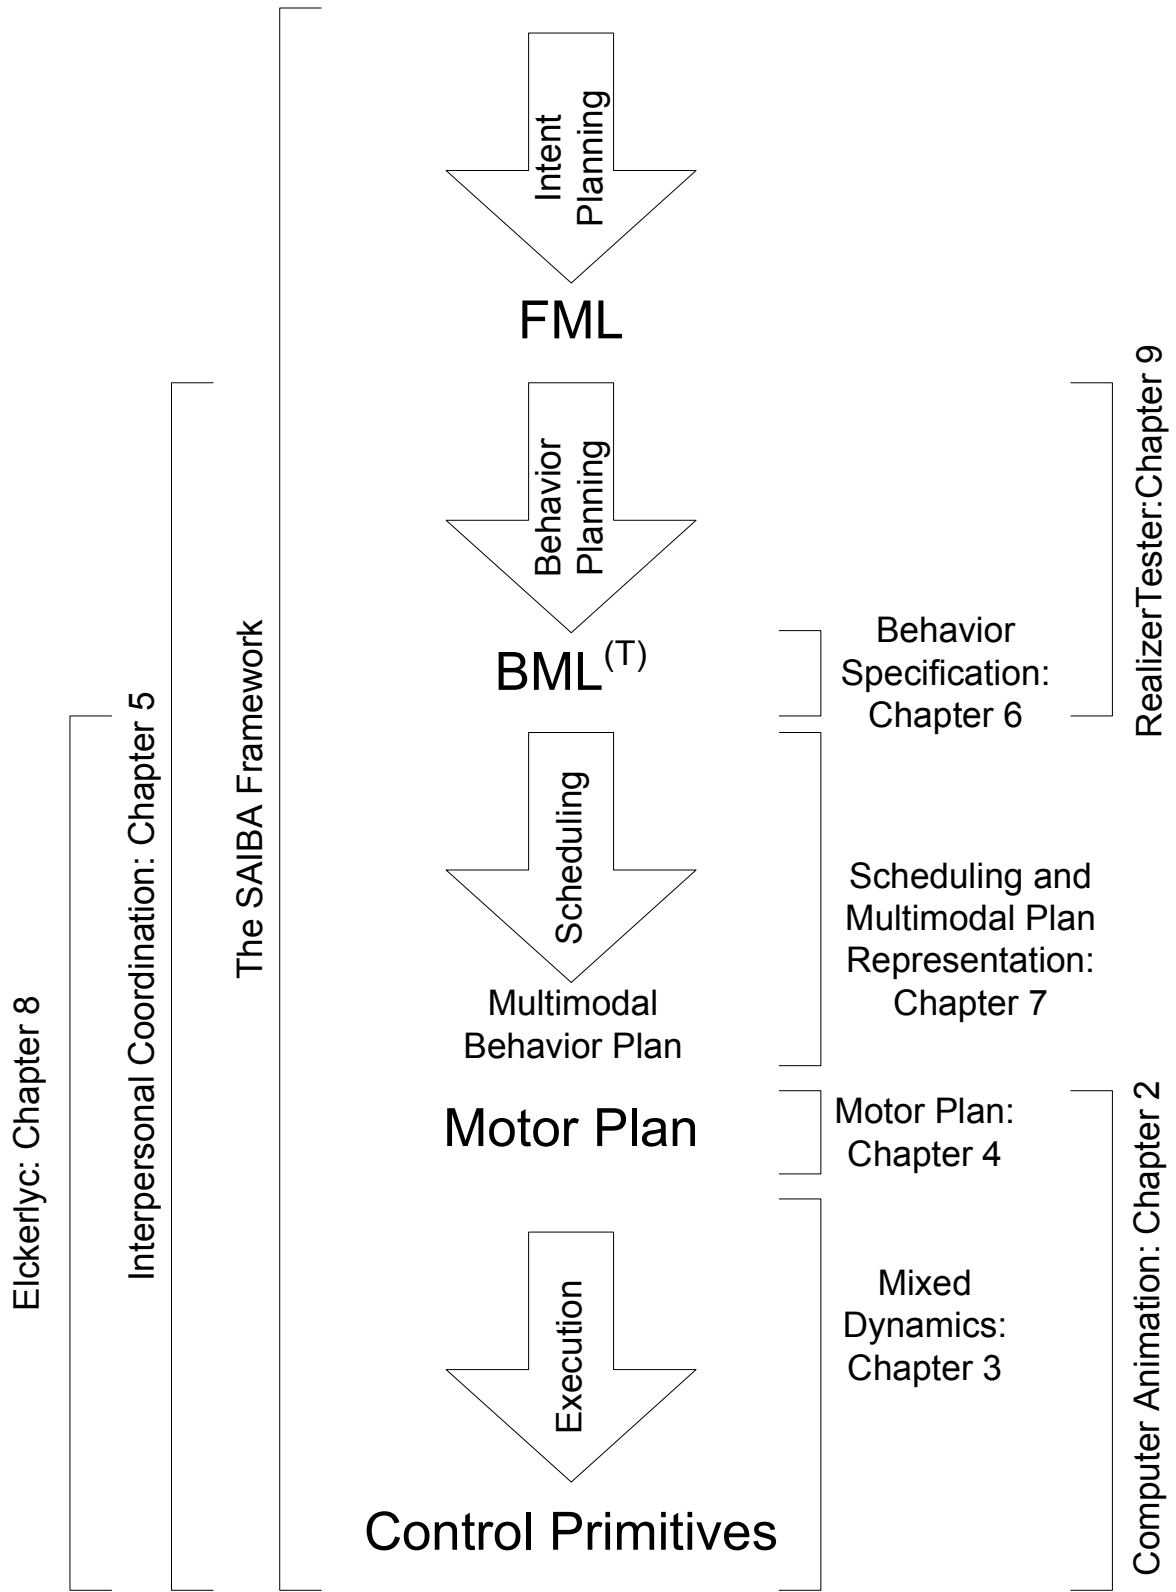 Intent
Planning
FML
Behavior
Planning
BML(T)
Scheduling
Multimodal
Behavior Plan
Motor Plan
Execution
Control Primitives
Elckerlyc: Chapter 8
Interpersonal Coordination: Chapter 5
The SAIBA Framework
Behavior
Specification:
Chapter 6
Scheduling and
Multimodal Plan
Representation:
Chapter 7
Motor Plan:
Chapter 4
Mixed
Dynamics:
Chapter 3
RealizerTester:Chapter 9
Computer Animation: Chapter 2